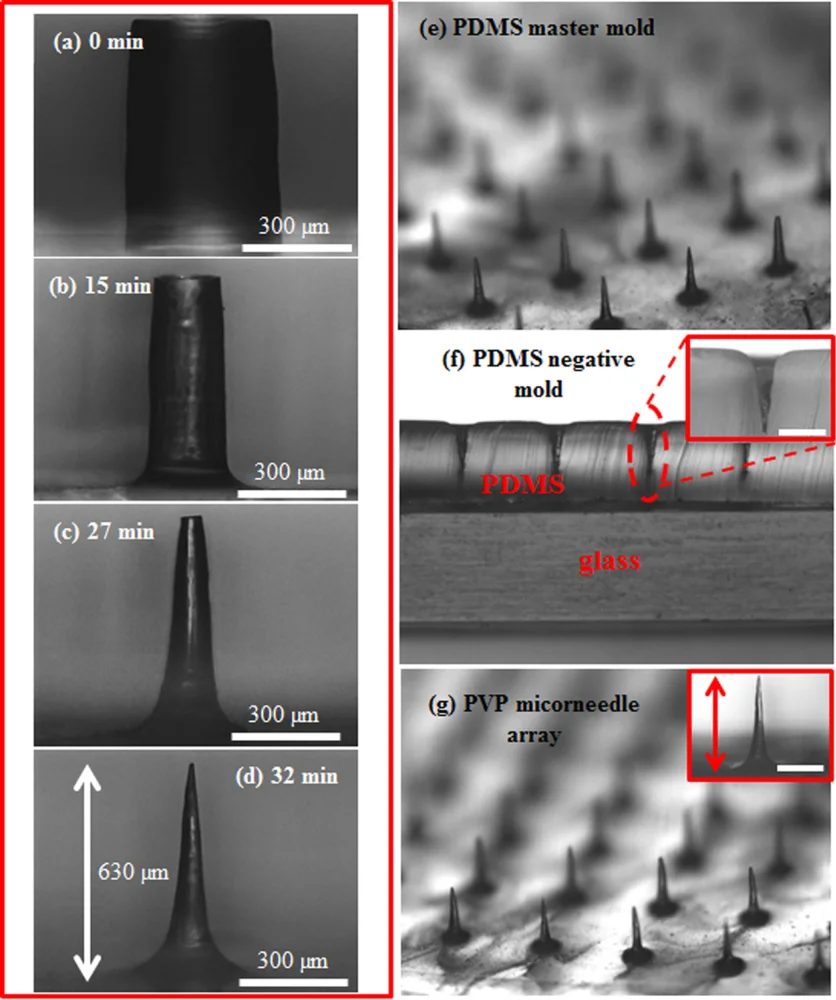 (a) 0 min
300 µm
(b) 15 min
300 µm
(c) 27 min
300 µm
(d) 32 min
630 µm
300 µm
(e) PDMS master mold
(f) PDMS negative
mold
PDMS
glass
(g) PVP micorneedle
array